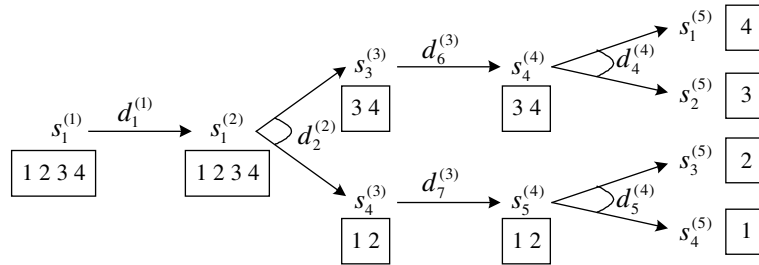 s_1^{(1)}
1 2 3 4
d_1^{(1)}
s_1^{(2)}
1 2 3 4
d_2^{(2)}
s_3^{(3)}
3 4
d_6^{(3)}
s_4^{(4)}
3 4
d_4^{(4)}
s_1^{(5)} 4
s_2^{(5)} 3
s_4^{(3)}
1 2
d_7^{(3)}
s_5^{(4)}
1 2
d_5^{(4)}
s_3^{(5)} 2
s_4^{(5)} 1